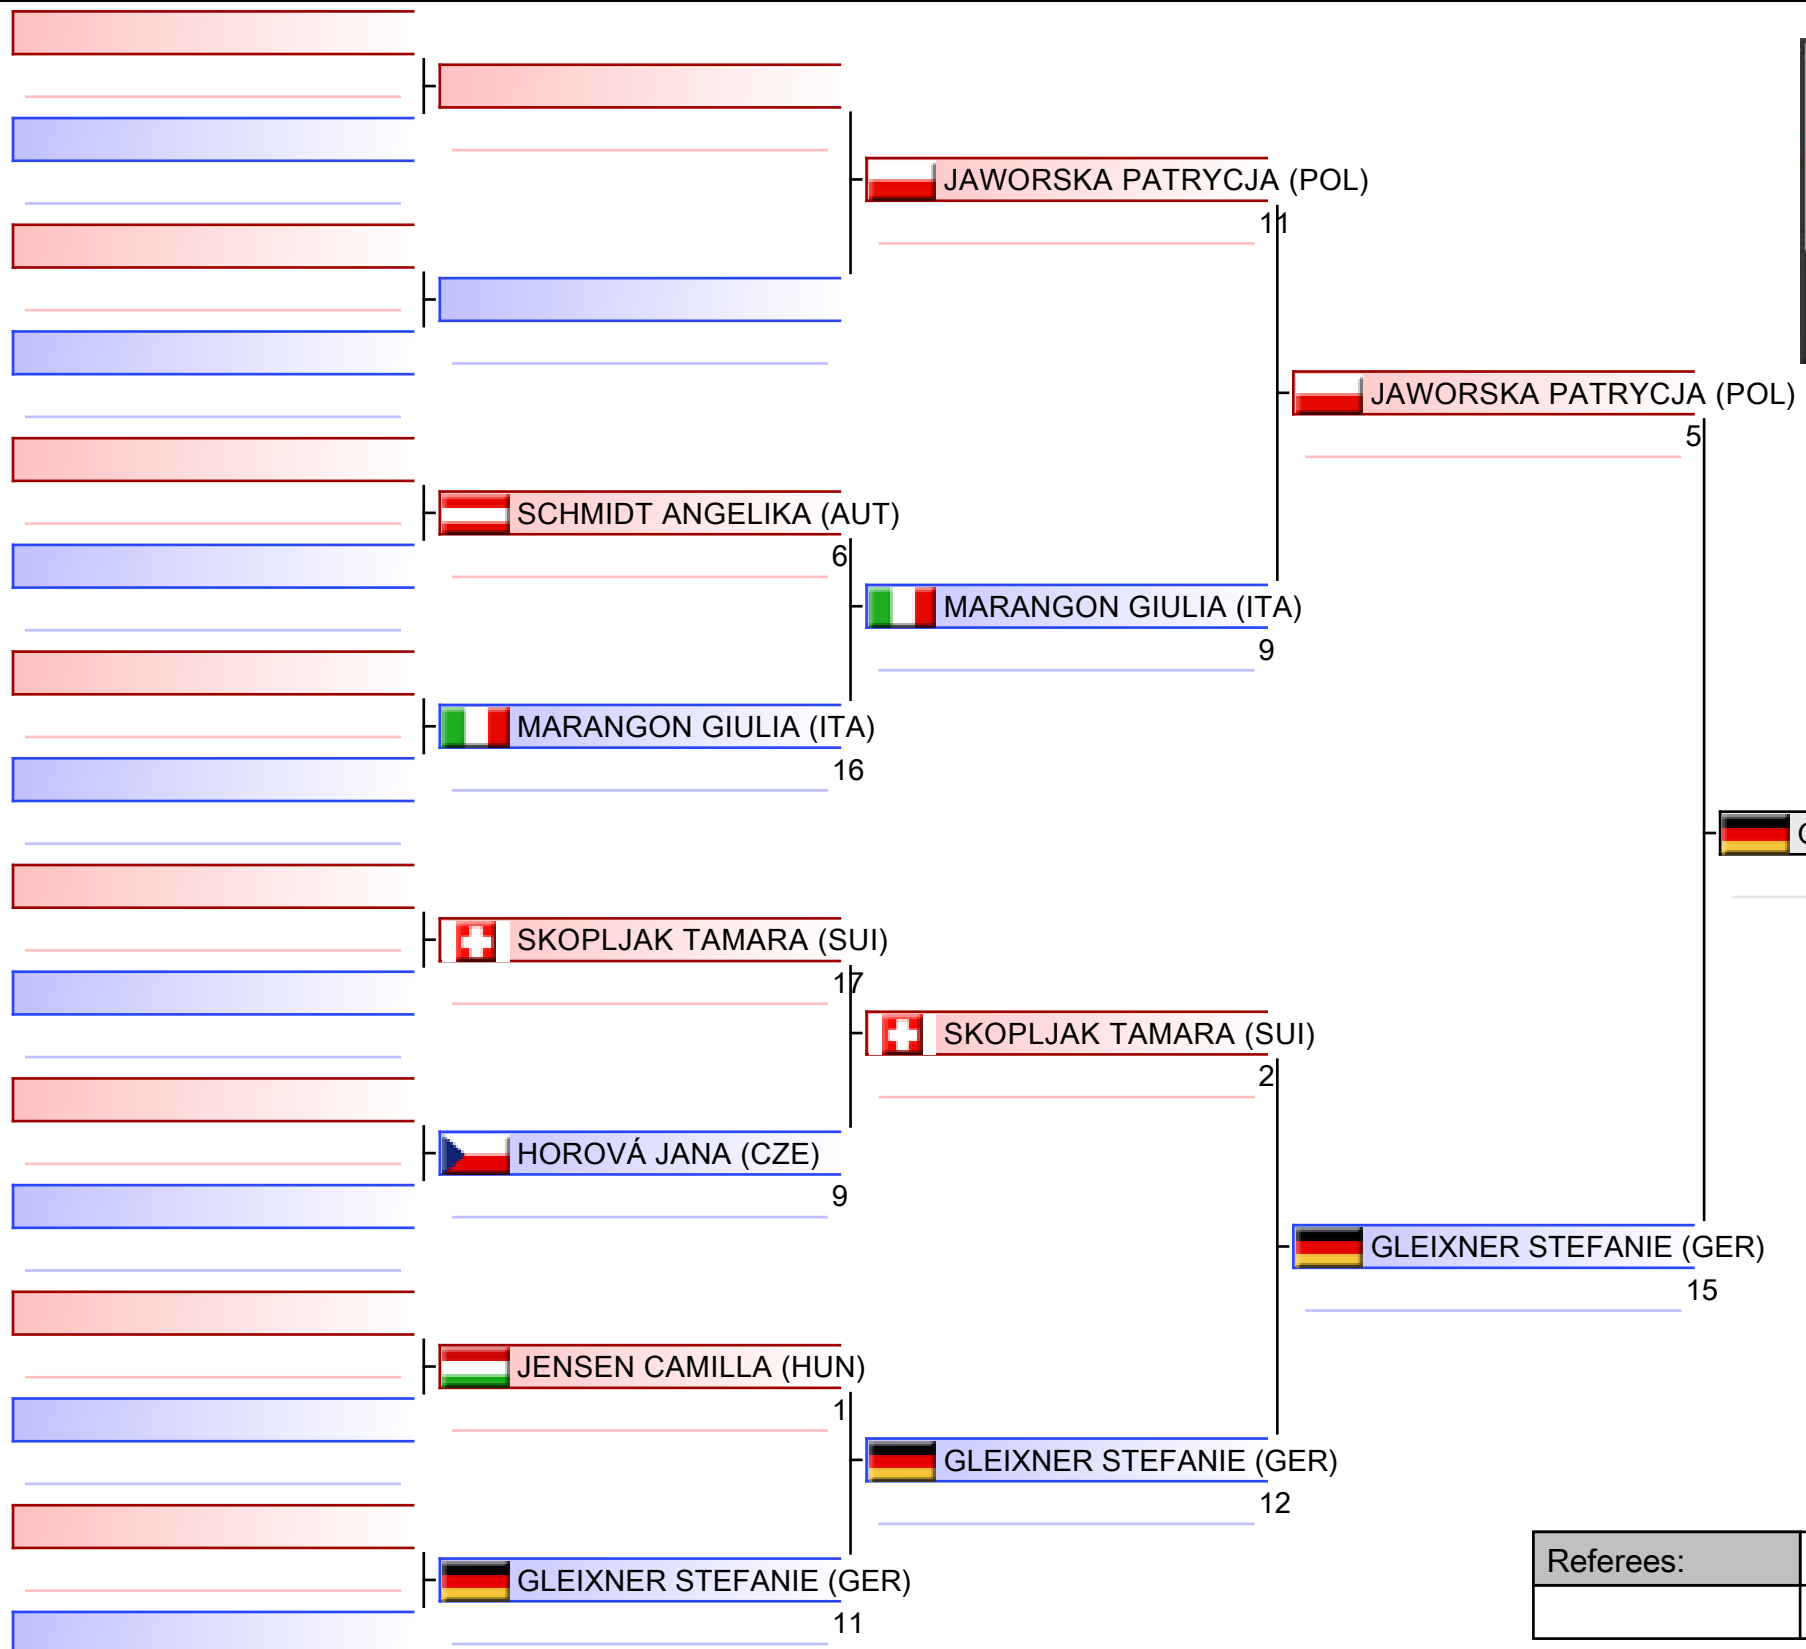 JAWORSKA PATRYCJA (POL)
11
JAWORSKA PATRYCJA (POL)
5
SCHMIDT ANGELIKA (AUT)
6
MARANGON GIULIA (ITA)
9
MARANGON GIULIA (ITA)
16
SKOPLJAK TAMARA (SUI)
17
SKOPLJAK TAMARA (SUI)
2
HOROVÁ JANA (CZE)
9
GLEIXNER STEFANIE (GER)
15
JENSEN CAMILLA (HUN)
1
GLEIXNER STEFANIE (GER)
12
Referees:
GLEIXNER STEFANIE (GER)
11